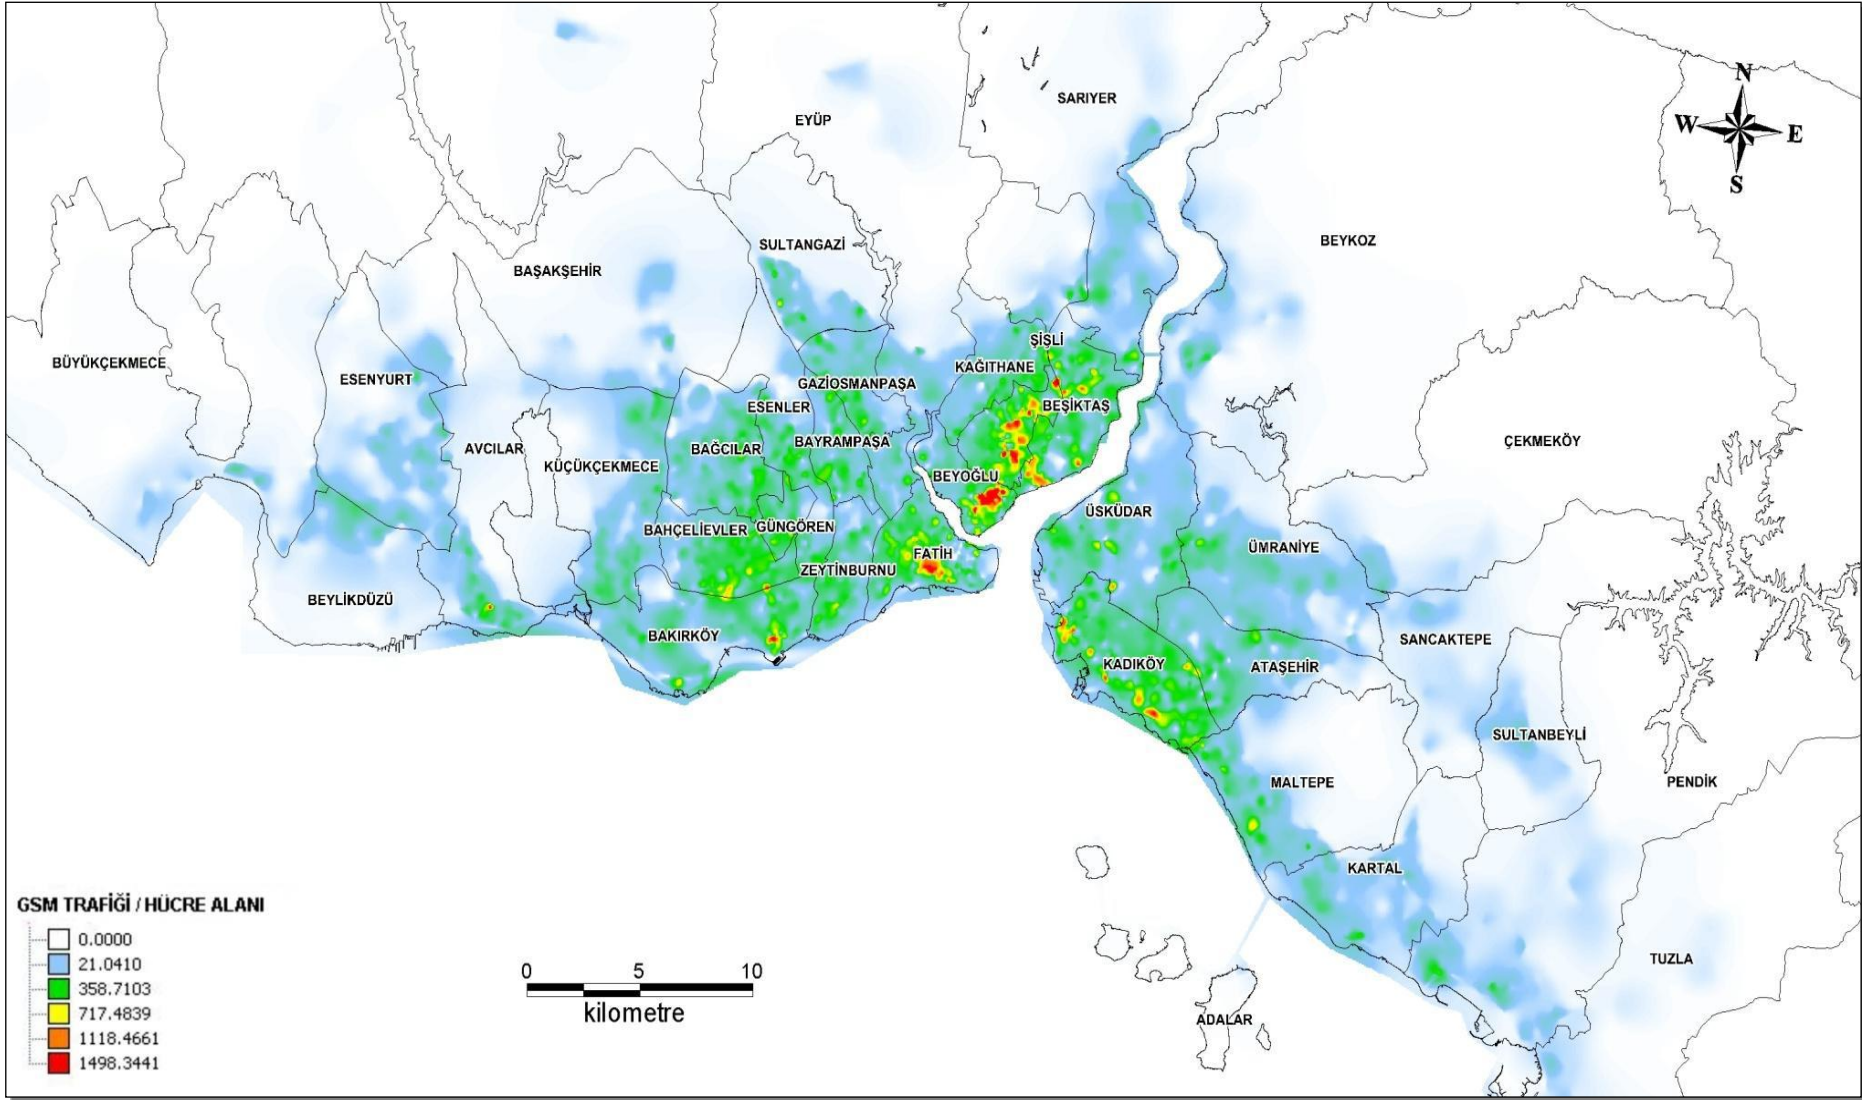 N
W
E
S
SARIYER
EYÜP
BEYKOZ
SULTANGAZİ
BAŞAKŞEHİR
ŞİŞLİ
BÜYÜKÇEKMECE
KAĞITHANE
ESENYURT
GAZİOSMANPAŞA
ESENLER
BEŞİKTAŞ
BAYRAMPAŞA
ÇEKMEKÖY
AVCILAR
BAĞCILAR
KÜÇÜKÇEKMECE
BEYOĞLU
ÜSKÜDAR
BAHÇELİEVLER
GÜNGÖREN
ÜMRANİYE
FATİH
ZEYTİNBURNU
BEYLİKDÜZÜ
BAKIRKÖY
SANCAKTEPE
KADIKÖY
ATAŞEHİR
SULTANBEYLİ
MALTEPE
PENDİK
KARTAL
TUZLA
ADALAR
GSM TRAFİĞİ / HÜCRE ALANI
0.0000
21.0410
358.7103
717.4839
1118.4661
1498.3441
0 5 10
kilometre